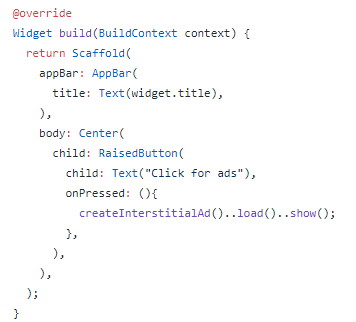 @override
Widget build(BuildContext context) {
  return Scaffold(
    appBar: AppBar(
      title: Text(widget.title),
    ),
    body: Center(
      child: RaisedButton(
        child: Text("Click for ads"),
        onPressed: (){
          createInterstitialAd()..load()..show();
        },
      ),
    ),
  );
}